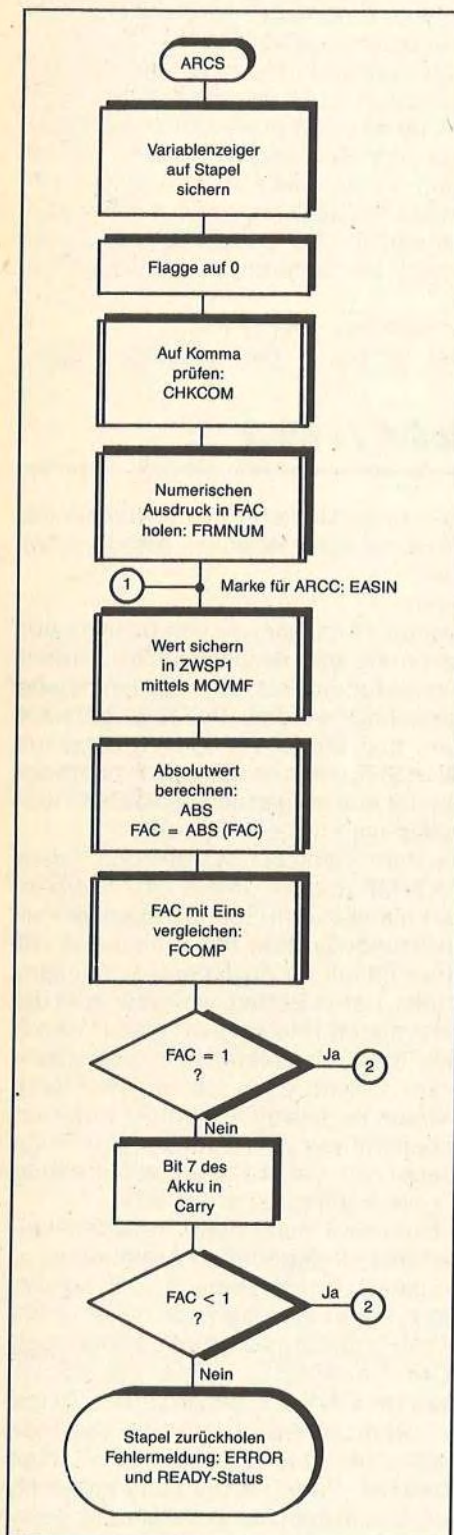 ARCS
Variablenzeiger
auf Stapel
sichern
Flagge auf 0
Auf Komma
prüfen:
CHKCOM
Numerischen
Ausdruck in FAC
holen: FRMNUM
1
Marke für ARCC: EASIN
Wert sichern
in ZWSP1
mittels MOVMF
Absolutwert
berechnen:
ABS
FAC = ABS (FAC)
FAC mit Eins
vergleichen:
FCOMP
FAC = 1
?
Ja
2
Nein
Bit 7 des
Akku in
Carry
FAC < 1
?
Ja
2
Nein
Stapel zurückholen
Fehlermeldung: ERROR
und READY-Status